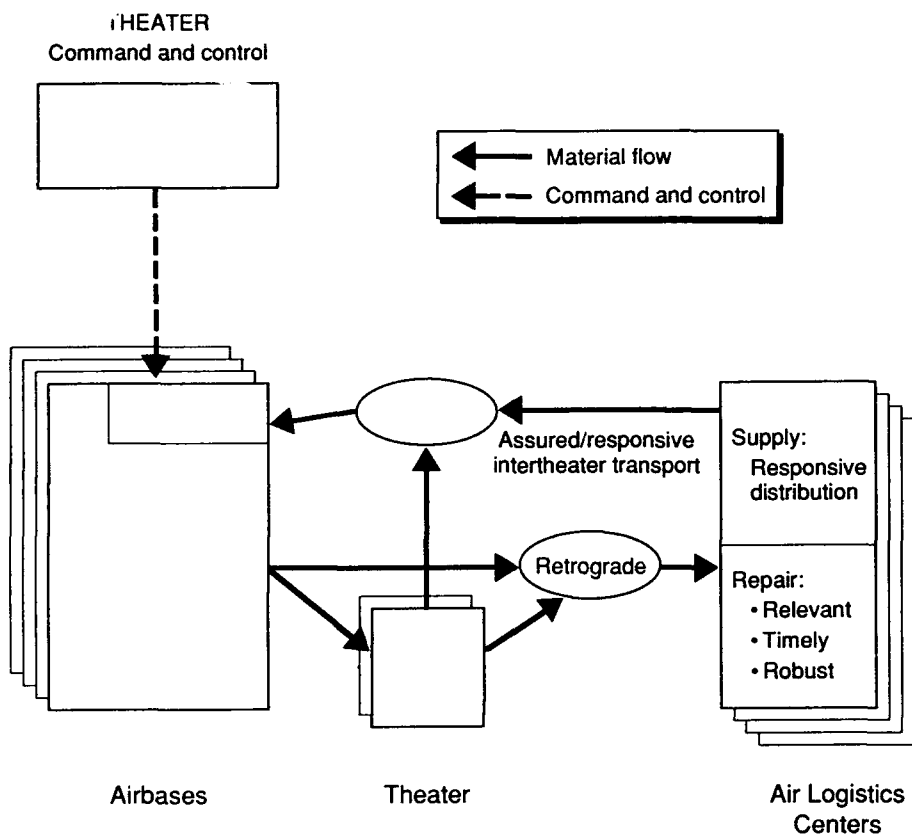 THEATER
Command and control
Material flow
Command and control
Assured/responsive
intertheater transport
Supply:
Responsive
distribution
Retrograde
Repair:
• Relevant
• Timely
• Robust
Airbases
Theater
Air Logistics
Centers